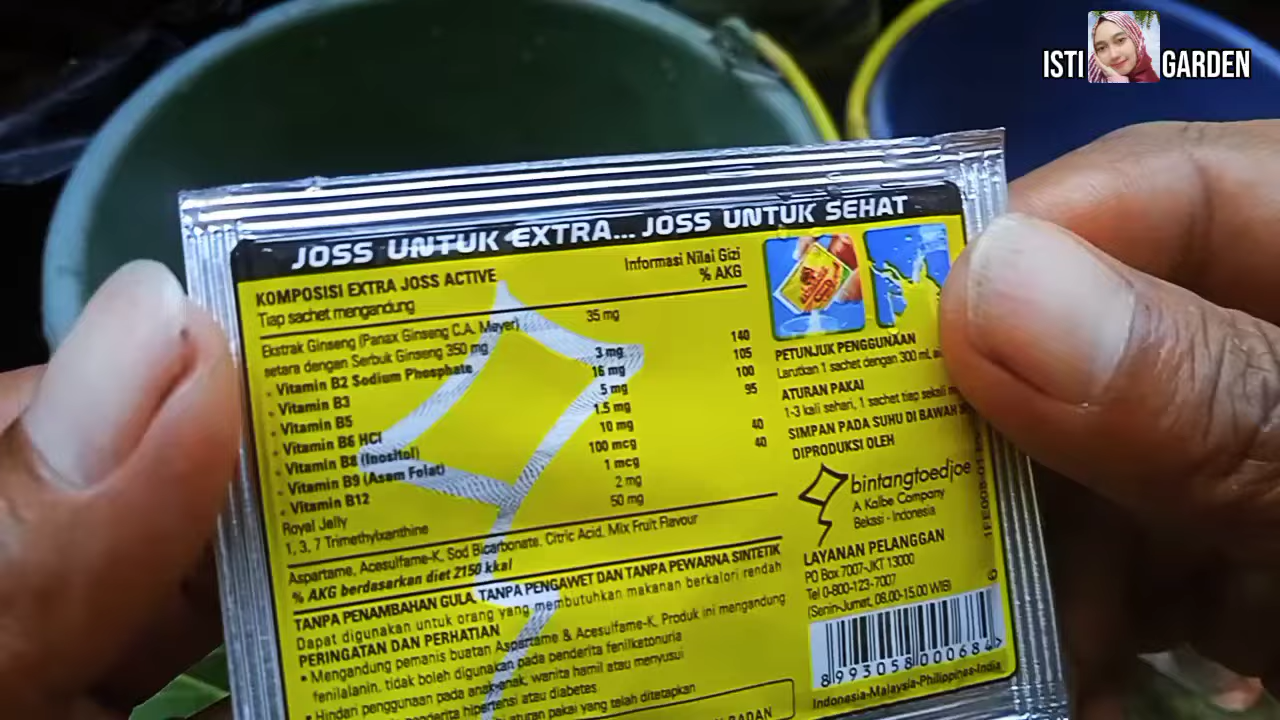 ISTI GARDEN
JOSS UNTUK EXTRA... JOSS UNTUK SEHAT
KOMPOSISI EXTRA JOSS ACTIVE
Tiap sachet mengandung
Informasi Nilai Gizi
% AKG
Ekstrak Ginseng (Panax Ginseng C.A. Meyer) 35 mg
setara dengan Serbuk Ginseng 350 mg
• Vitamin B2 Sodium Phosphate 3 mg 140
• Vitamin B3 16 mg 105
• Vitamin B5 5 mg 100
• Vitamin B6 HCl 1,5 mg 95
• Vitamin B8 (Inositol) 10 mg
• Vitamin B9 (Asam Folat) 100 mcg 40
• Vitamin B12 1 mcg 40
Royal Jelly 2 mg
1, 3, 7 Trimethylxanthine 50 mg
Aspartame, Acesulfame-K, Sod Bicarbonate, Citric Acid, Mix Fruit Flavour
% AKG berdasarkan diet 2150 kkal
TANPA PENAMBAHAN GULA, TANPA PENGAWET DAN TANPA PEWARNA SINTETIK
Dapat digunakan untuk orang yang membutuhkan makanan berkalori rendah
PERINGATAN DAN PERHATIAN
• Mengandung pemanis buatan Aspartame & Acesulfame-K. Produk ini mengandung
fenilalanin, tidak boleh digunakan pada penderita fenilketonuria
• Hindari penggunaan pada anak-anak, wanita hamil atau menyusui
penderita hipertensi atau diabetes
aturan pakai yang telah ditetapkan
BADAN
PETUNJUK PENGGUNAAN
Larutkan 1 sachet dengan 300 mL
ATURAN PAKAI
1-3 kali sehari, 1 sachet tiap sekali
SIMPAN PADA SUHU DI BAWAH
DIPRODUKSI OLEH
bintangtoedjoe
A Kalbe Company
Bekasi - Indonesia
LAYANAN PELANGGAN
PO Box 7007-JKT 13000
Tel 0-800-123-7007
(Senin-Jumat, 08.00-15.00 WIB)
8993058000684
Indonesia-Malaysia-Philippines-India